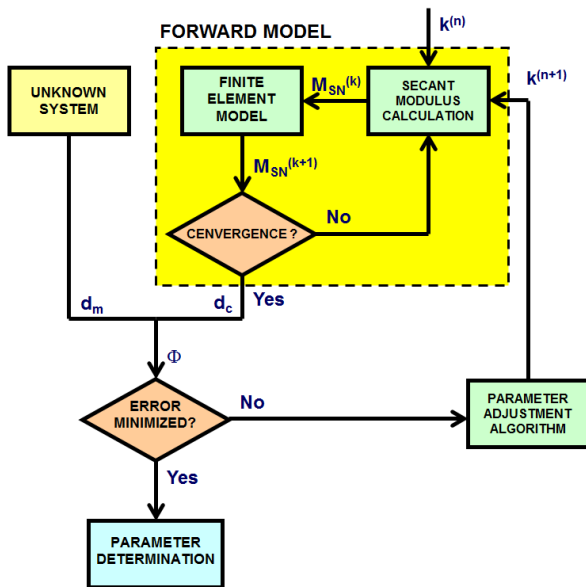 FORWARD MODEL
k(n)
k(n+1)
UNKNOWN
SYSTEM
FINITE
ELEMENT
MODEL
MSN(k)
SECANT
MODULUS
CALCULATION
MSN(k+1)
CENVERGENCE ?
No
Yes
dm
dc
Φ
ERROR
MINIMIZED?
No
PARAMETER
ADJUSTMENT
ALGORITHM
Yes
PARAMETER
DETERMINATION